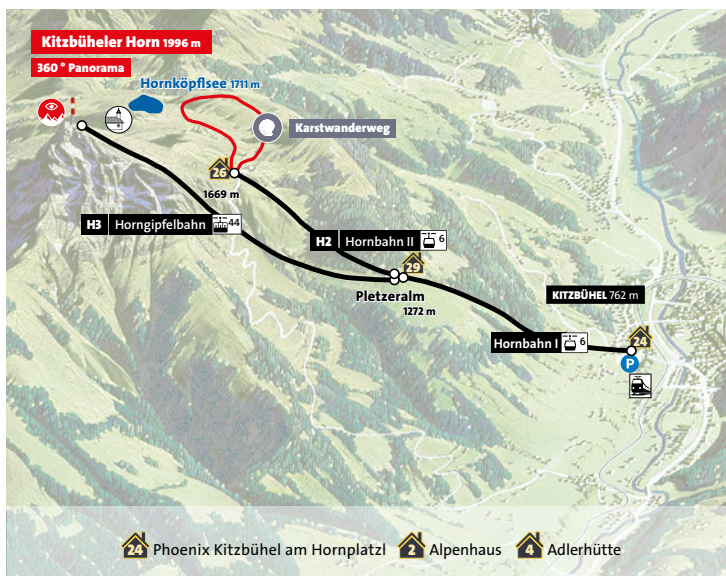 Kitzbüheler Horn 1996 m
360° Panorama
Hornköpflsee 1711 m
Karstwanderweg
26
1669 m
H3 Horngipfelbahn 44
H2 Hornbahn II 6
29
Pletzeralm
1272 m
KITZBÜHEL 762 m
24
Hornbahn I 6
P
24 Phoenix Kitzbühel am Hornplatzl 2 Alpenhaus 4 Adlerhütte